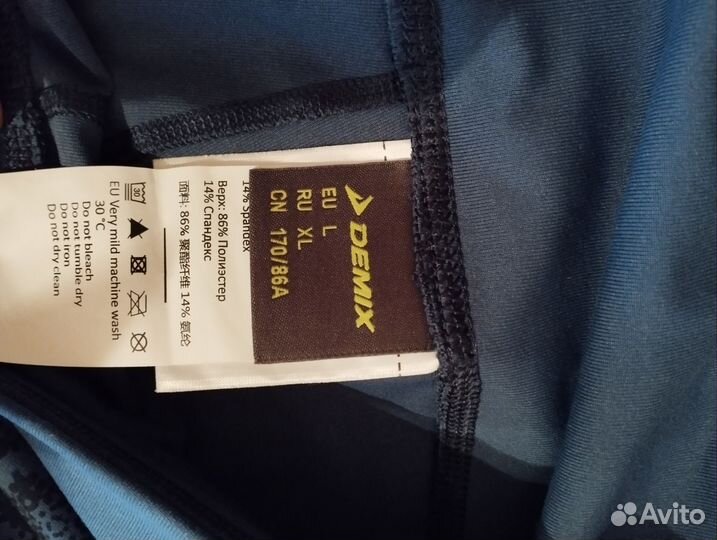 DEMIX
EU L
RU XL
CN 170/86A
14% Spandex
Верх: 86% Полиэстер
14% Спандекс
面料: 86% 聚酯纤维 14% 氨纶
30
EU Very mild machine wash
30 °C
Do not bleach
Do not tumble dry
Do not iron
Do not dry clean
Avito